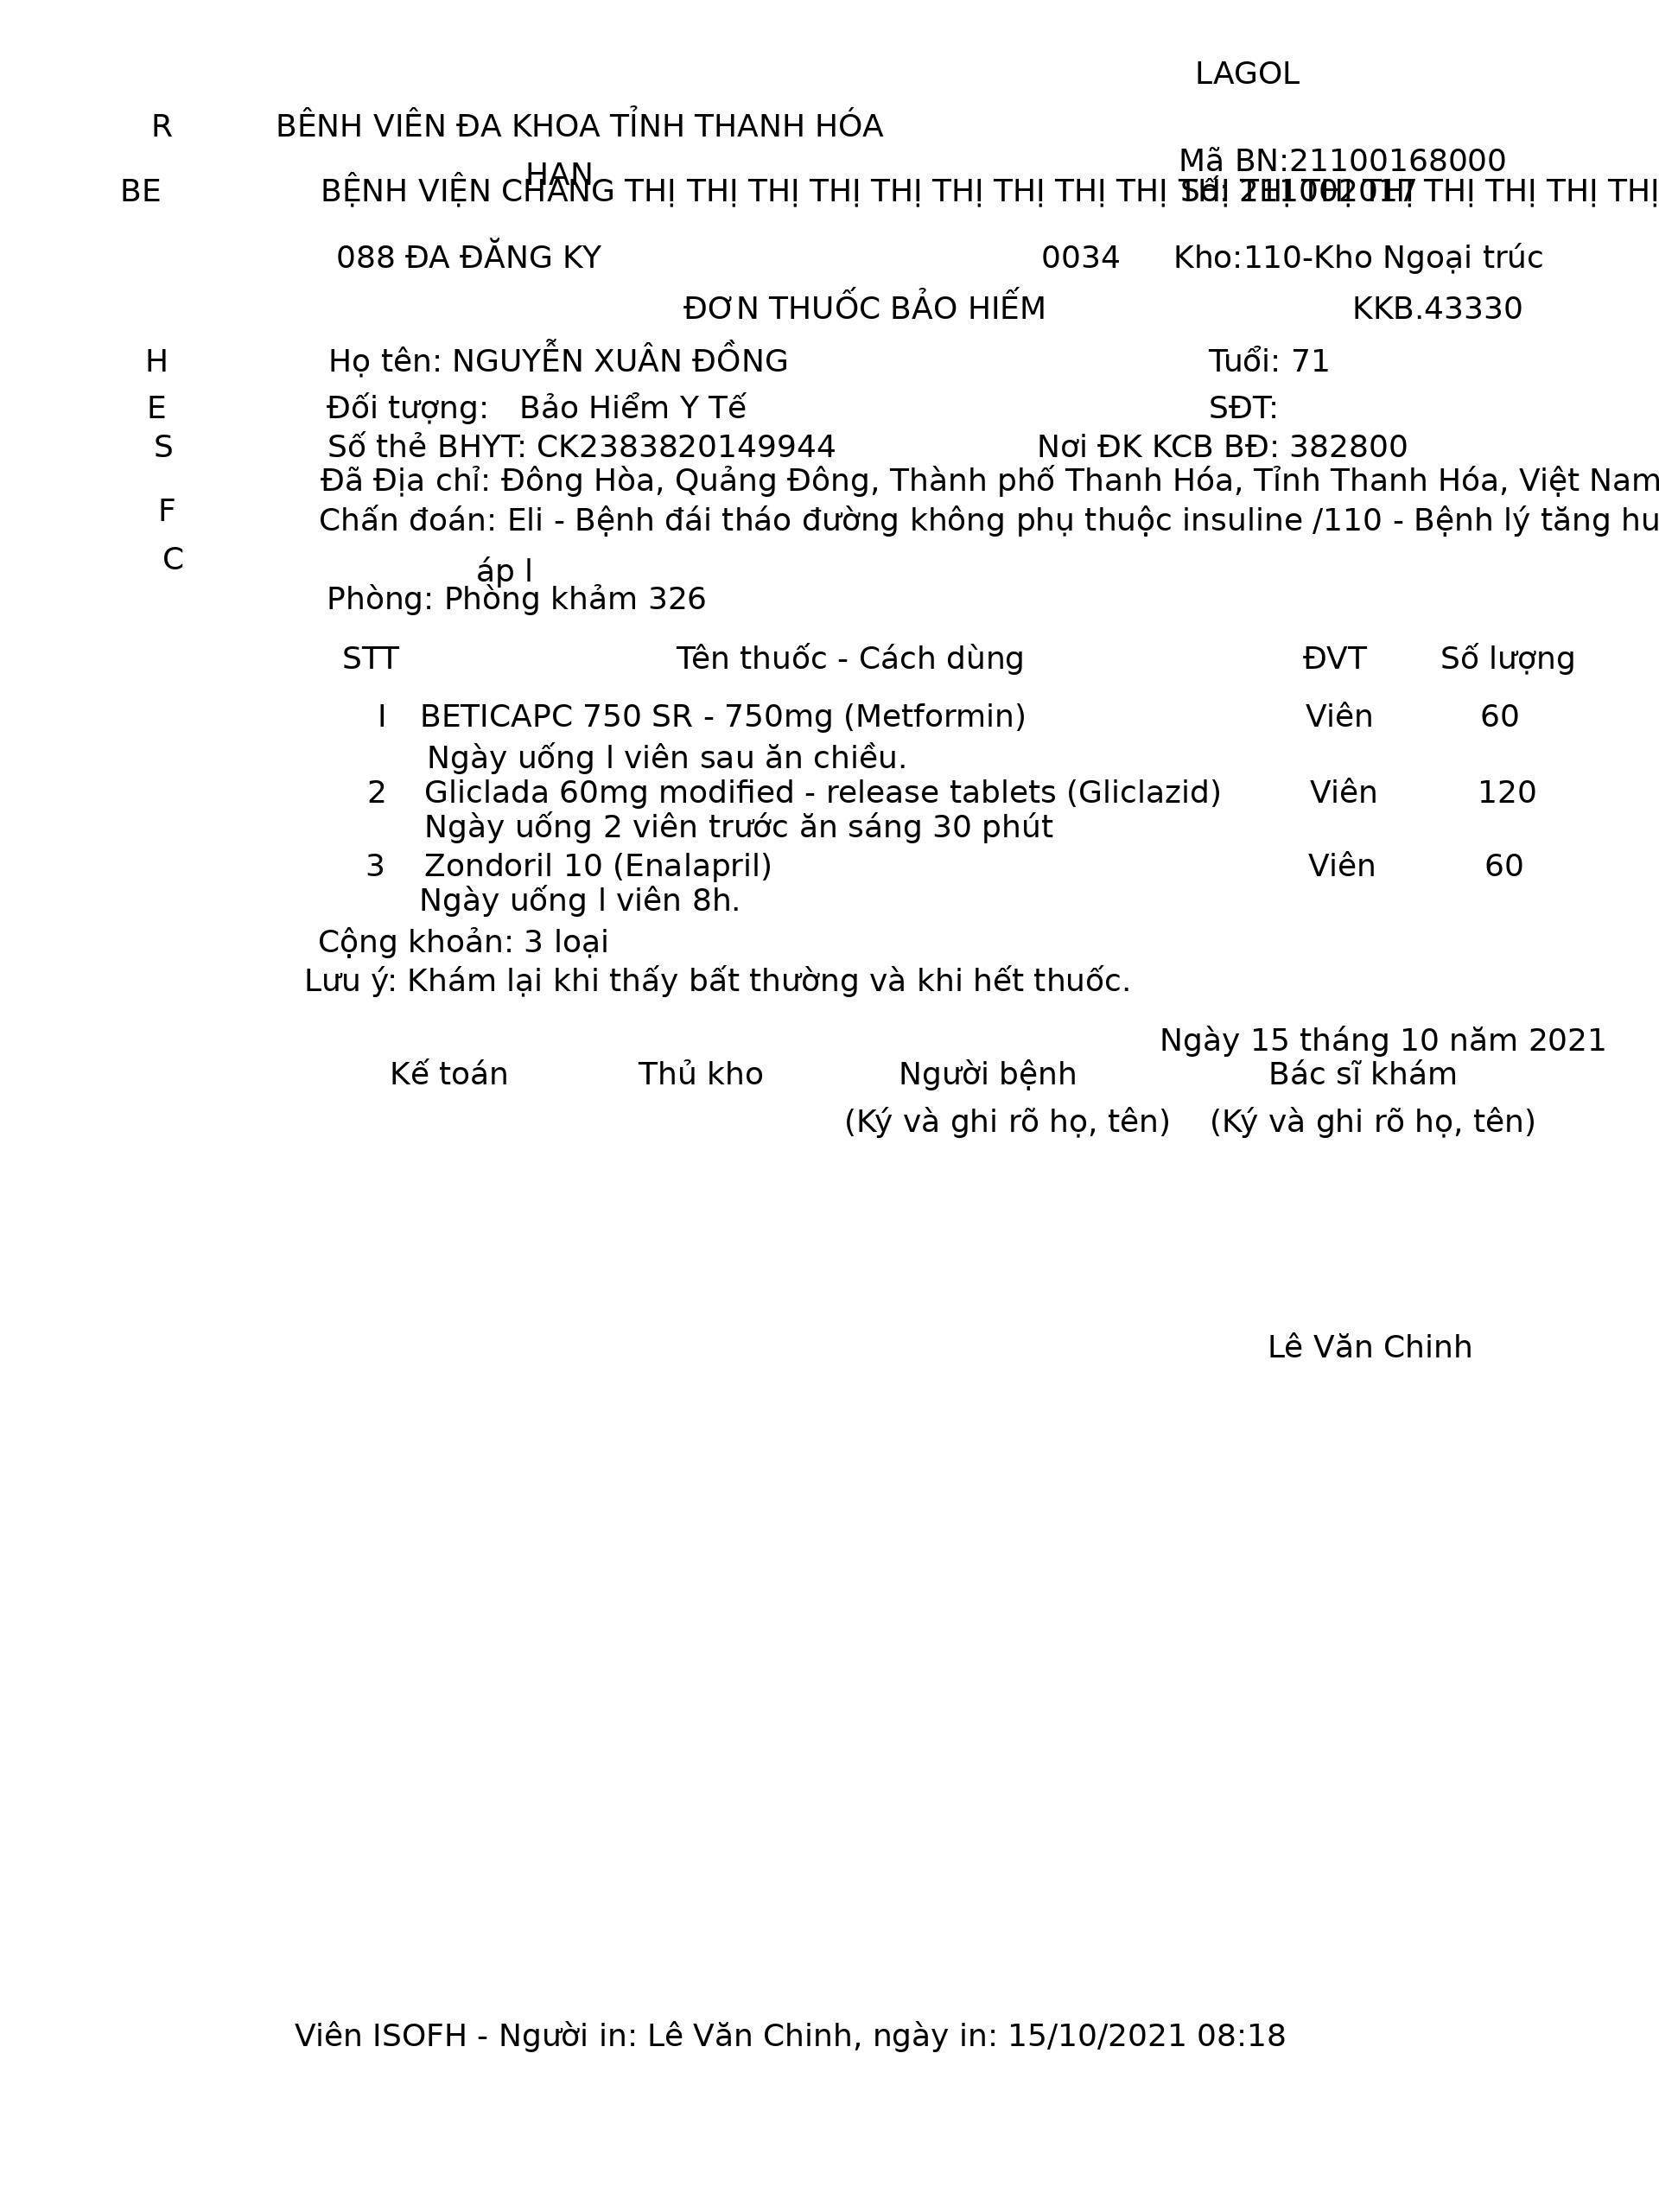 LAGOL
R BÊNH VIÊN ĐA KHOA TỈNH THANH HÓA
HẠN Mã BN:21100168000
BE BỆNH VIỆN CHẲNG THỊ THỊ THỊ THỊ THỊ THỊ THỊ THỊ THỊ THỊ THỊ THỊ THỊ THỊ THỊ THỊ THỊ
Số: 2111002017
088 ĐA ĐĂNG KY 0034 Kho:110-Kho Ngoại trúc
ĐƠN THUỐC BẢO HIẾM KKB.43330
H Họ tên: NGUYỄN XUÂN ĐỒNG Tuổi: 71
E Đối tượng: Bảo Hiểm Y Tế SĐT:
S Số thẻ BHYT: CK2383820149944 Nơi ĐK KCB BĐ: 382800
Đã Địa chỉ: Đông Hòa, Quảng Đông, Thành phố Thanh Hóa, Tỉnh Thanh Hóa, Việt Nam
F Chấn đoán: Eli - Bệnh đái tháo đường không phụ thuộc insuline /110 - Bệnh lý tăng hu
C áp l
Phòng: Phòng khảm 326
STT Tên thuốc - Cách dùng ĐVT Số lượng
I BETICAPC 750 SR - 750mg (Metformin) Viên 60
Ngày uống l viên sau ăn chiều.
2 Gliclada 60mg modified - release tablets (Gliclazid) Viên 120
Ngày uống 2 viên trước ăn sáng 30 phút
3 Zondoril 10 (Enalapril) Viên 60
Ngày uống l viên 8h.
Cộng khoản: 3 loại
Lưu ý: Khám lại khi thấy bất thường và khi hết thuốc.
Ngày 15 tháng 10 năm 2021
Kế toán Thủ kho Người bệnh Bác sĩ khám
(Ký và ghi rõ họ, tên) (Ký và ghi rõ họ, tên)
Lê Văn Chinh
Viên ISOFH - Người in: Lê Văn Chinh, ngày in: 15/10/2021 08:18